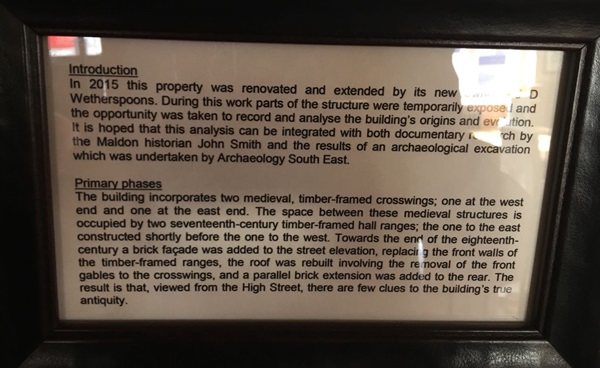 Introduction
In 2015 this property was renovated and extended by its new D
Wetherspoons. During this work parts of the structure were temporarily exposed and
the opportunity was taken to record and analyse the building's origins and evolution.
It is hoped that this analysis can be integrated with both documentary by
the Maldon historian John Smith and the results of an archaeological excavation
which was undertaken by Archaeology South East.
Primary phases
The building incorporates two medieval, timber-framed crosswings; one at the west
end and one at the east end. The space between these medieval structures is
occupied by two seventeenth-century timber-framed hall ranges; the one to the east
constructed shortly before the one to the west. Towards the end of the eighteenth-
century a brick façade was added to the street elevation, replacing the front walls of
the timber-framed ranges, the roof was rebuilt involving the removal of the front
gables to the crosswings, and a parallel brick extension was added to the rear. The
result is that, viewed from the High Street, there are few clues to the building's true
antiquity.